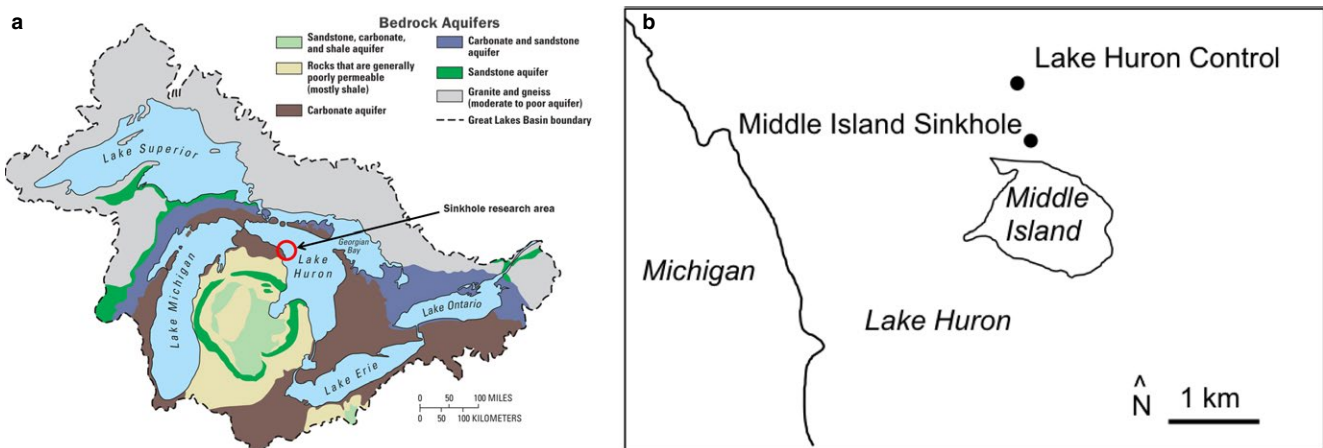 a
Bedrock Aquifers
Sandstone, carbonate,
and shale aquifer
Rocks that are generally
poorly permeable
(mostly shale)
Carbonate aquifer
Carbonate and sandstone
aquifer
Sandstone aquifer
Granite and gneiss
(moderate to poor aquifer)
Great Lakes Basin boundary
Lake Superior
Sinkhole research area
Georgian
Bay
Lake
Huron
Lake Michigan
Lake Ontario
Lake Erie
0 50 100 MILES
0 50 100 KILOMETERS
b
Lake Huron Control
Middle Island Sinkhole
Middle
Island
Michigan
Lake Huron
^
N
1 km